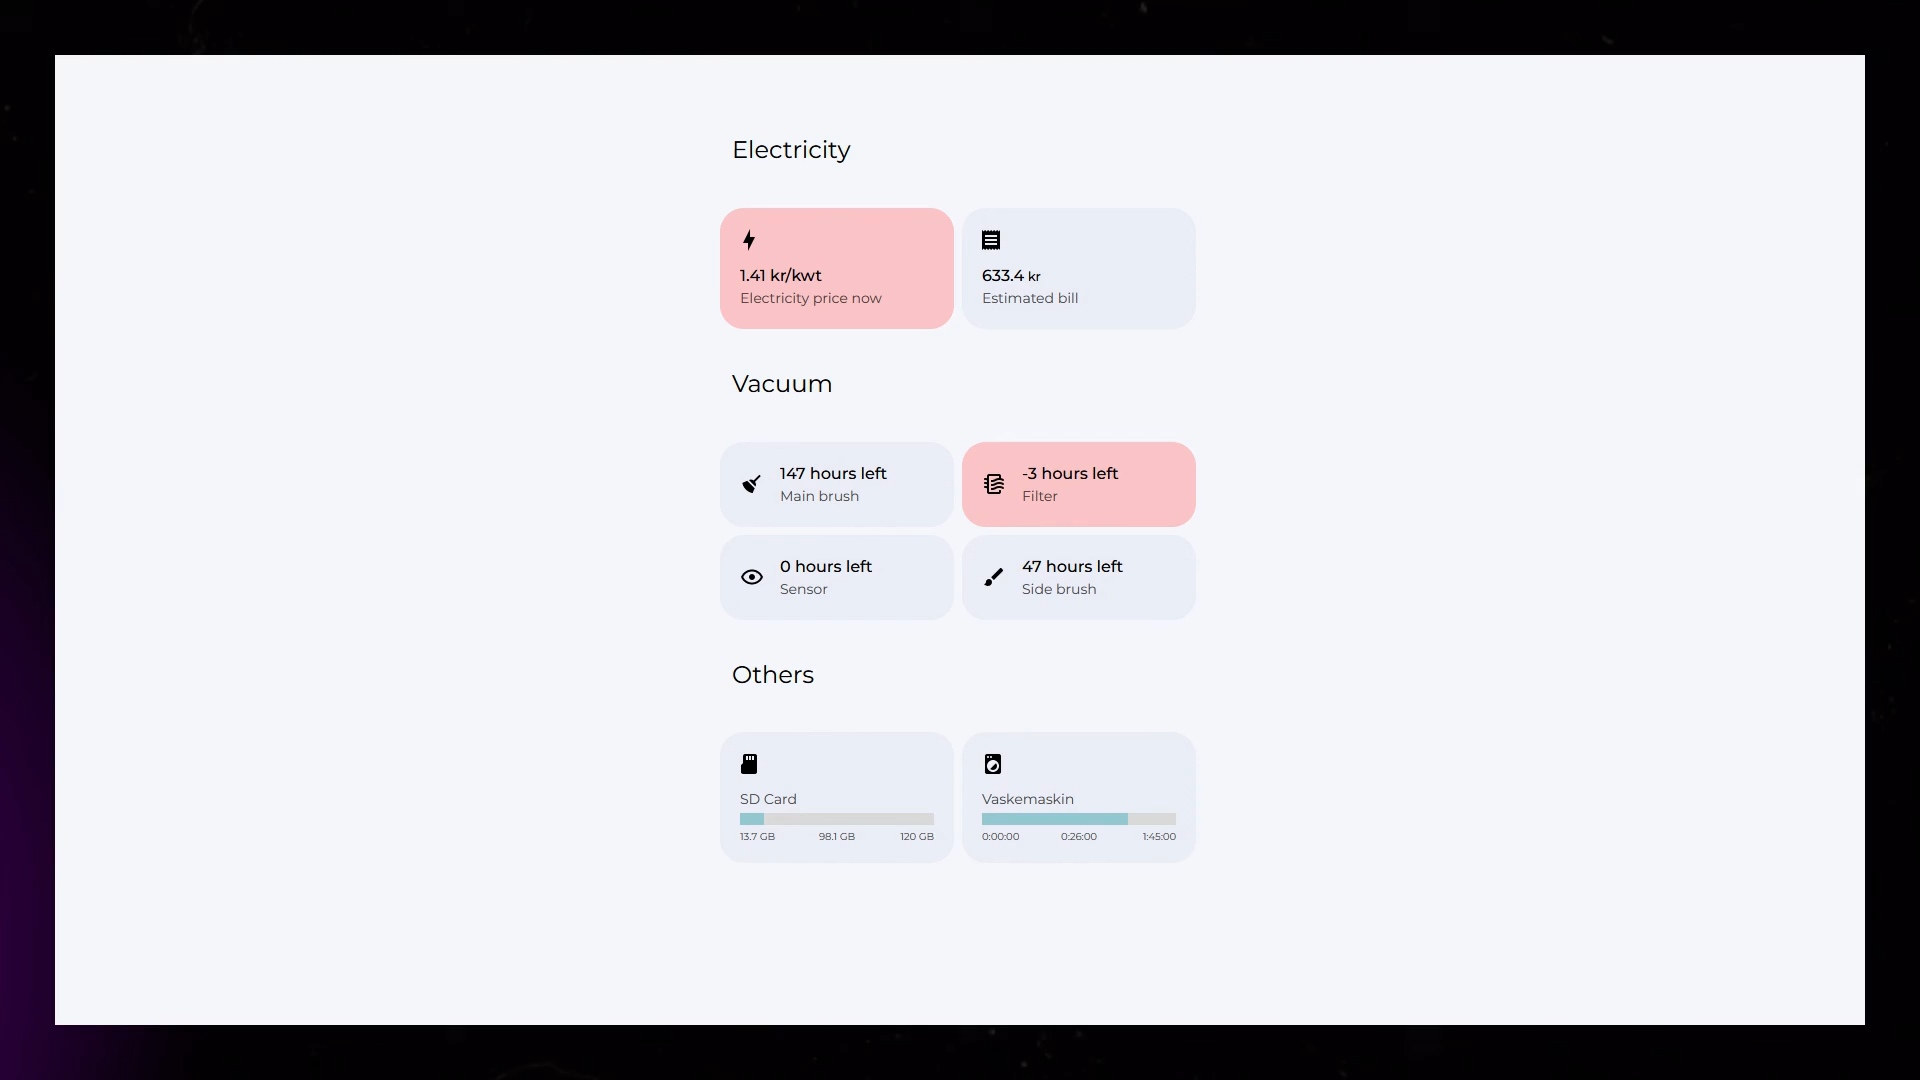 Electricity
1.41 kr/kwt
Electricity price now
633.4 kr
Estimated bill
Vacuum
147 hours left
Main brush
-3 hours left
Filter
0 hours left
Sensor
47 hours left
Side brush
Others
SD Card
13.7 GB 98.1 GB 120 GB
Vaskemaskin
0:00:00 0:26:00 1:45:00